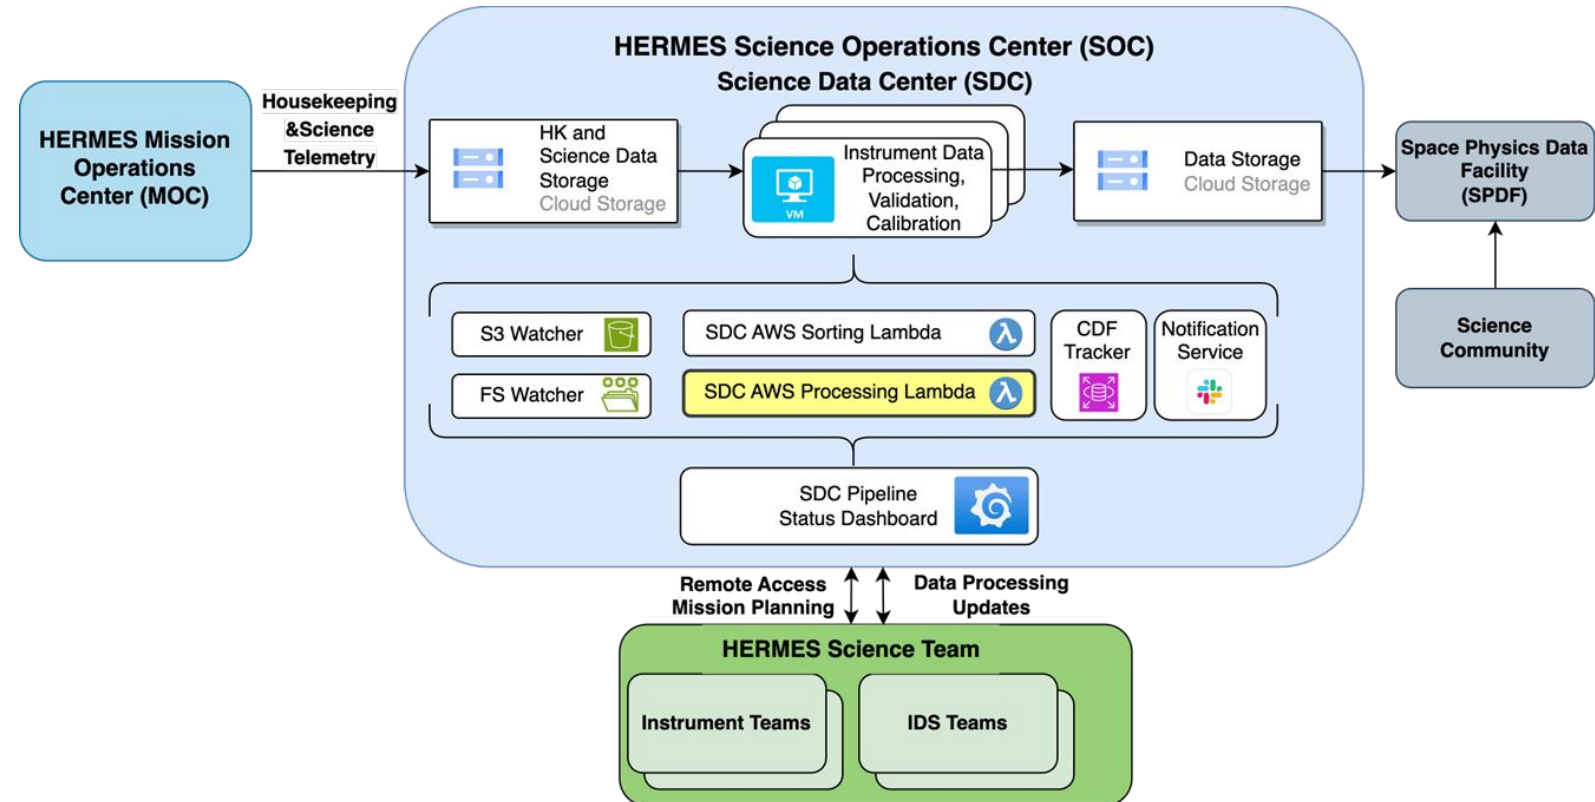 HERMES Science Operations Center (SOC)
Science Data Center (SDC)
HERMES Mission
Operations
Center (MOC)
Housekeeping
&Science
Telemetry
HK and
Science Data
Storage
Cloud Storage
VM
Instrument Data
Processing,
Validation,
Calibration
Data Storage
Cloud Storage
Space Physics Data
Facility
(SPDF)
Science
Community
S3 Watcher
SDC AWS Sorting Lambda
CDF
Tracker
Notification
Service
FS Watcher
SDC AWS Processing Lambda
SDC Pipeline
Status Dashboard
Remote Access
Mission Planning
Data Processing
Updates
HERMES Science Team
Instrument Teams
IDS Teams